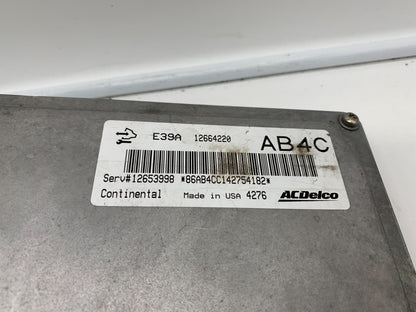 E39A 12664220 AB4C
Serv#12653998 *86AB4CC142754182*
Continental Made in USA 4276 ACDelco